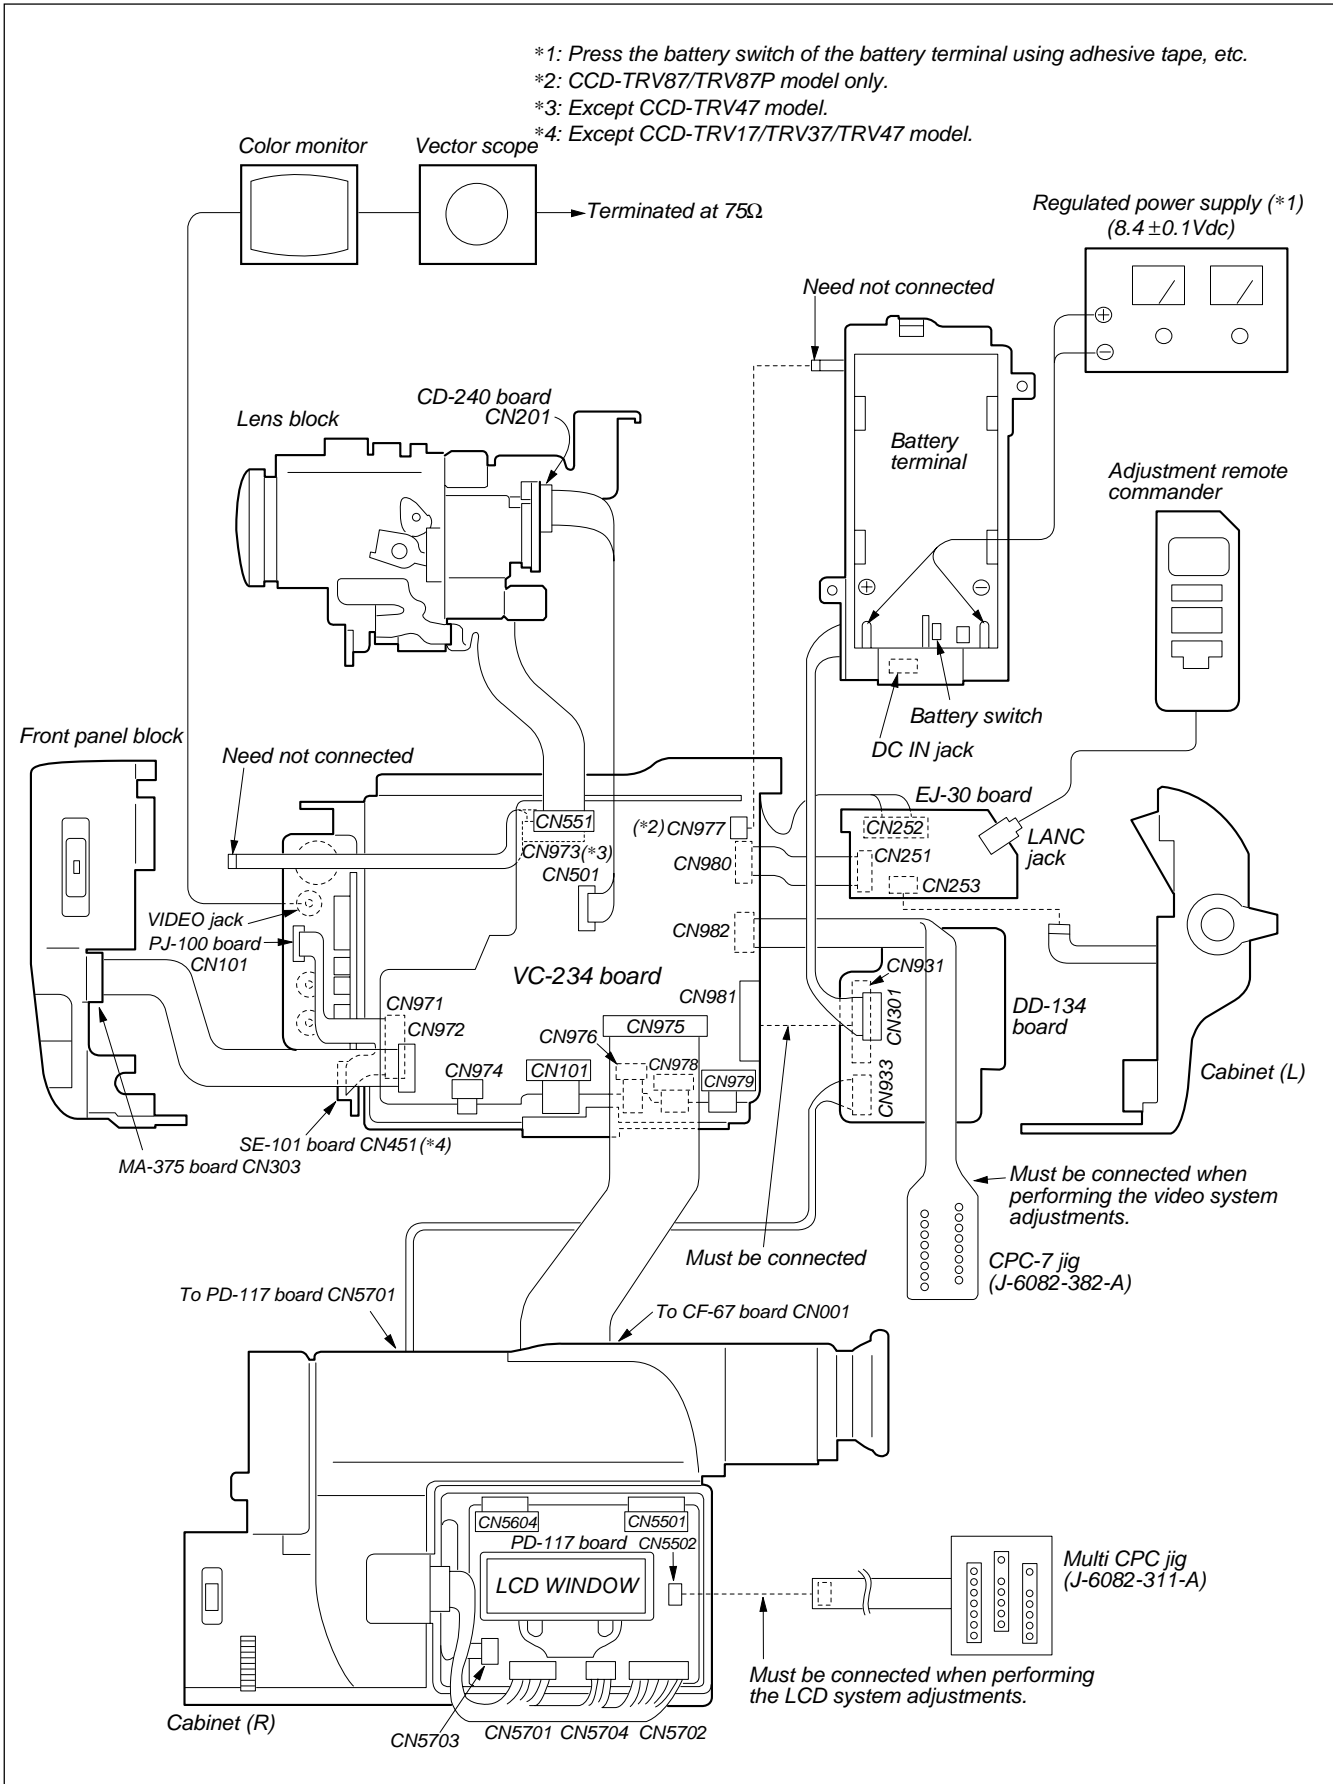 *1: Press the battery switch of the battery terminal using adhesive tape, etc.
*2: CCD-TRV87/TRV87P model only.
*3: Except CCD-TRV47 model.
*4: Except CCD-TRV17/TRV37/TRV47 model.
Color monitor
Vector scope
Terminated at 75Ω
Regulated power supply (*1)
(8.4±0.1Vdc)
Need not connected
CD-240 board
CN201
Lens block
Battery
terminal
Adjustment remote
commander
Battery switch
DC IN jack
Front panel block
Need not connected
EJ-30 board
CN551
(*2) CN977
CN252
LANC
jack
CN973(*3)
CN251
CN980
CN501
CN253
VIDEO jack
PJ-100 board
CN101
CN982
VC-234 board
CN931
CN981
CN971
CN301
DD-134
board
CN972
CN975
CN976
CN974
CN101
CN978
CN979
CN933
Cabinet (L)
SE-101 board CN451(*4)
MA-375 board CN303
Must be connected when
performing the video system
adjustments.
Must be connected
CPC-7 jig
(J-6082-382-A)
To PD-117 board CN5701
To CF-67 board CN001
CN5604
CN5501
PD-117 board
CN5502
LCD WINDOW
Multi CPC jig
(J-6082-311-A)
Must be connected when performing
the LCD system adjustments.
Cabinet (R)
CN5703
CN5701
CN5704
CN5702